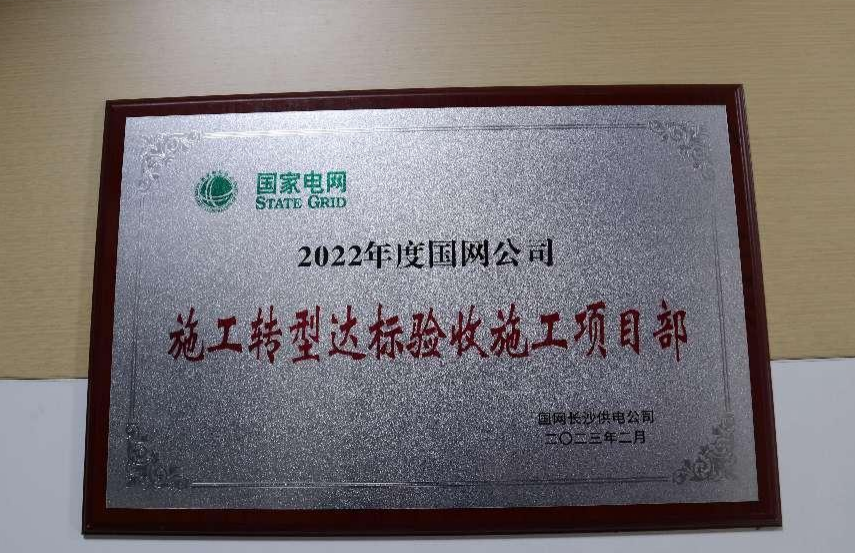 国家电网
STATE GRID
2022年度国网公司
施工转型达标验收施工项目部
国网长沙供电公司
二〇二三年二月